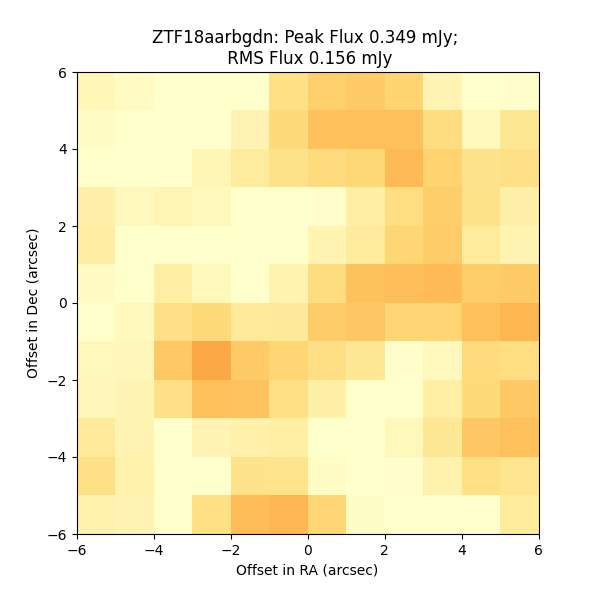 ZTF18aarbgdn: Peak Flux 0.349 mJy;
RMS Flux 0.156 mJy
6
4
2
0
−2
−4
−6
Offset in Dec (arcsec)
−6 −4 −2 0 2 4 6
Offset in RA (arcsec)